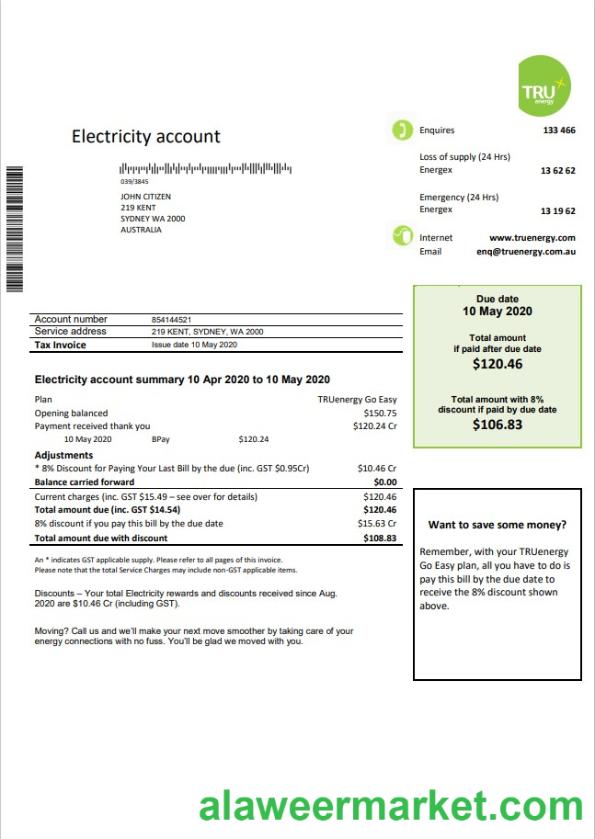 TRU
energy
Electricity account
Enquires 133 466
Loss of supply (24 Hrs)
Energex 13 62 62
Emergency (24 Hrs)
Energex 13 19 62
Internet www.truenergy.com
Email enq@truenergy.com.au
039/3845
JOHN CITIZEN
219 KENT
SYDNEY WA 2000
AUSTRALIA
Account number 854144521
Service address 219 KENT, SYDNEY, WA 2000
Tax Invoice Issue date 10 May 2020
Due date
10 May 2020
Total amount
if paid after due date
$120.46
Total amount with 8%
discount if paid by due date
$106.83
Electricity account summary 10 Apr 2020 to 10 May 2020
Plan TRUenergy Go Easy
Opening balanced $150.75
Payment received thank you $120.24 Cr
10 May 2020 BPay $120.24
Adjustments
* 8% Discount for Paying Your Last Bill by the due (inc. GST $0.95Cr) $10.46 Cr
Balance carried forward $0.00
Current charges (inc. GST $15.49 – see over for details) $120.46
Total amount due (inc. GST $14.54) $120.46
8% discount if you pay this bill by the due date $15.63 Cr
Total amount due with discount $108.83
An * indicates GST applicable supply. Please refer to all pages of this invoice.
Please note that the total Service Charges may include non-GST applicable items.
Discounts – Your total Electricity rewards and discounts received since Aug.
2020 are $10.46 Cr (including GST).
Moving? Call us and we'll make your next move smoother by taking care of your
energy connections with no fuss. You'll be glad we moved with you.
Want to save some money?
Remember, with your TRUenergy
Go Easy plan, all you have to do is
pay this bill by the due date to
receive the 8% discount shown
above.
alaweermarket.com